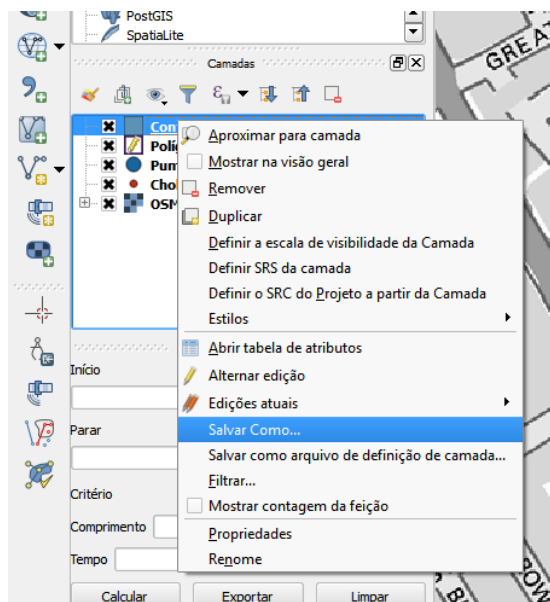 PostGIS
SpatiaLite
Camadas
GREAT
Con
Polig
Pum
Chol
OSM
Aproximar para camada
Mostrar na visão geral
Remover
Duplicar
Definir a escala de visibilidade da Camada
Definir SRS da camada
Definir o SRC do Projeto a partir da Camada
Estilos
Abrir tabela de atributos
Alternar edição
Edições atuais
Salvar Como...
Salvar como arquivo de definição de camada...
Filtrar...
Mostrar contagem da feição
Propriedades
Renome
Início
Parar
Critério
Comprimento
Tempo
Calcular Exportar Limpar